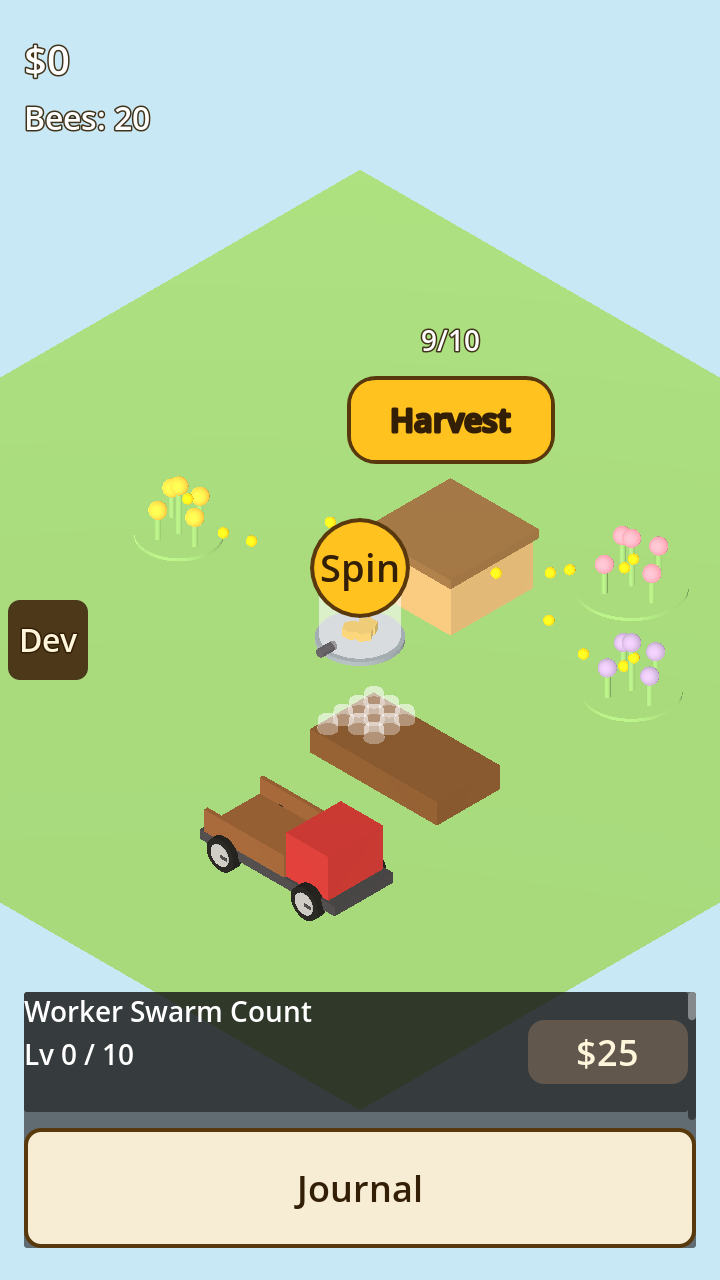 $0
Bees: 20
9/10
Harvest
Spin
Dev
Worker Swarm Count
Lv 0 / 10
$25
Journal